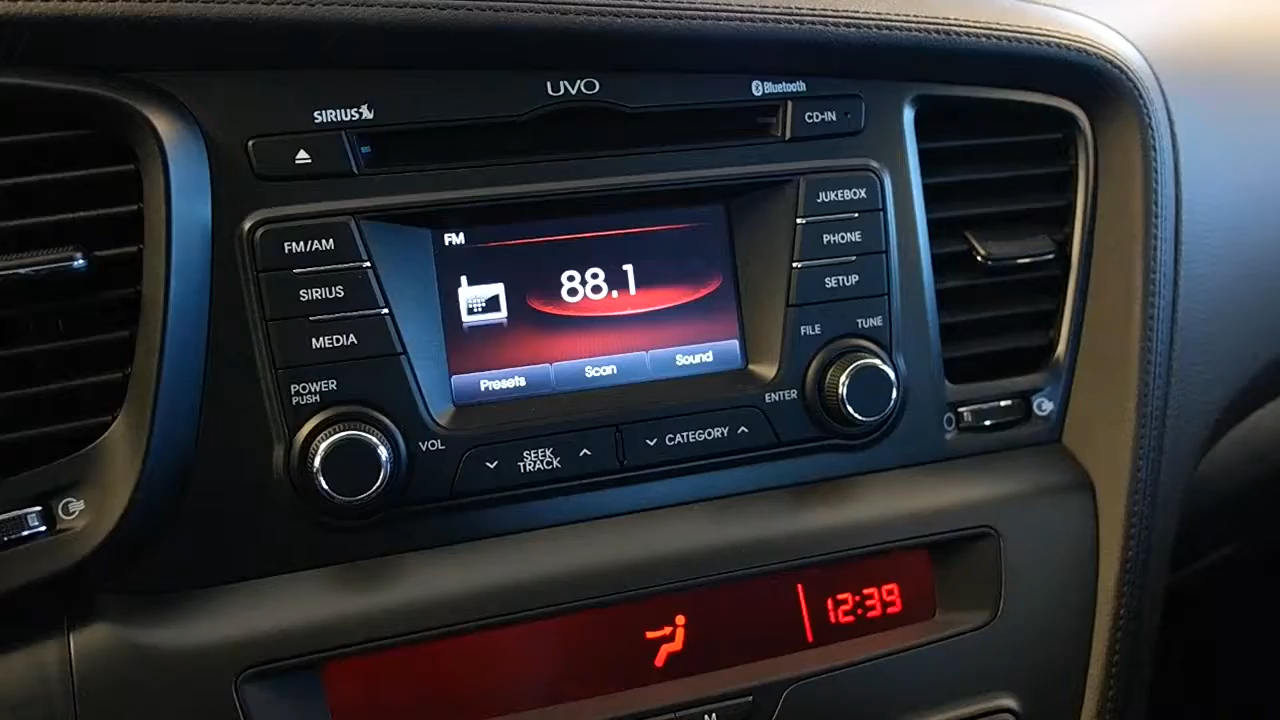 UVO
Bluetooth
SIRIUS
CD-IN
JUKEBOX
FM/AM
FM
PHONE
SIRIUS
88.1
SETUP
MEDIA
FILE
TUNE
Presets
Scan
Sound
POWER
PUSH
ENTER
VOL
SEEK
TRACK
CATEGORY
12:39
M